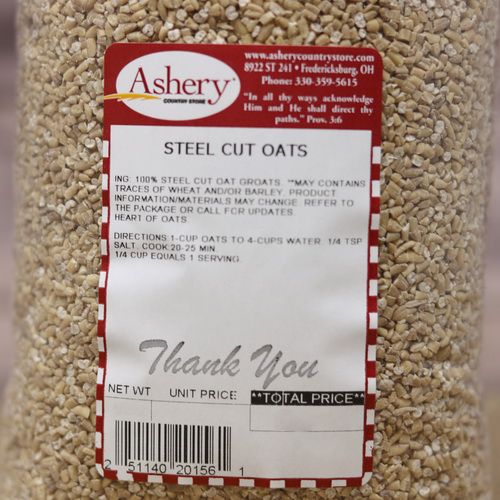 Ashery
COUNTRY STORE
www.asherycountrystore.com
8922 ST 241 • Fredericksburg, OH
Phone: 330-359-5615
"In all thy ways acknowledge
Him and He shall direct thy
paths." Prov. 3:6
STEEL CUT OATS
ING: 100% STEEL CUT OAT GROATS. **MAY CONTAINS
TRACES OF WHEAT AND/OR BARLEY. PRODUCT
INFORMATION/MATERIALS MAY CHANGE. REFER TO
THE PACKAGE OR CALL FOR UPDATES
HEART OF OATS
DIRECTIONS:1-CUP OATS TO 4-CUPS WATER. 1/4 TSP
SALT. COOK 20-25 MIN.
1/4 CUP EQUALS 1 SERVING.
Thank You
NET WT UNIT PRICE **TOTAL PRICE**
2 51140 20156 1